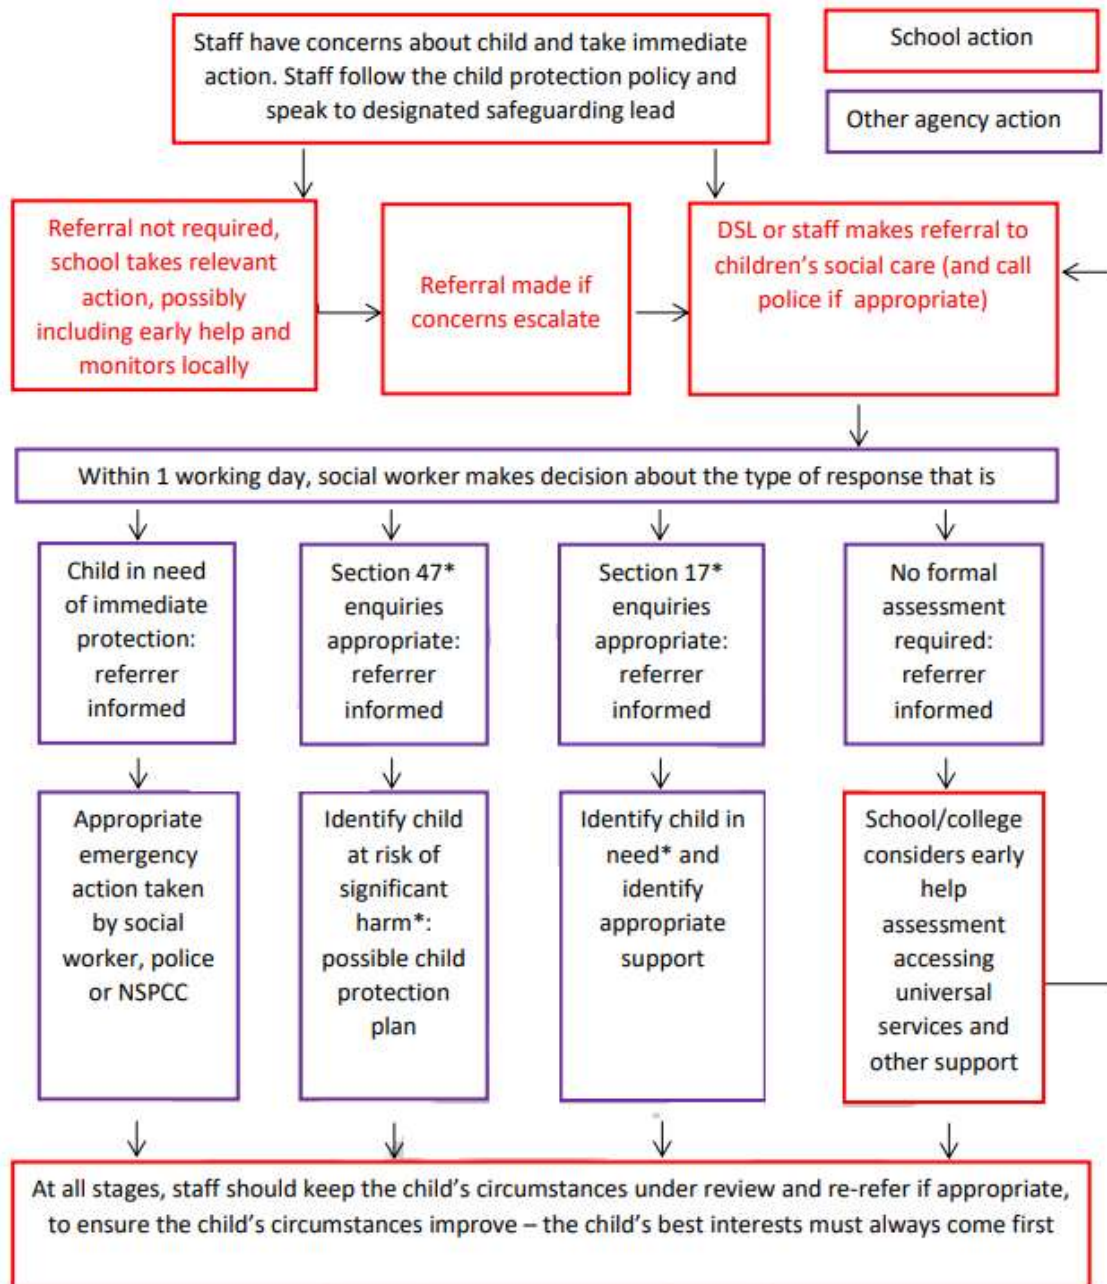 Staff have concerns about child and take immediate
action. Staff follow the child protection policy and
speak to designated safeguarding lead
School action
Other agency action
Referral not required,
school takes relevant
action, possibly
including early help and
monitors locally
Referral made if
concerns escalate
DSL or staff makes referral to
children’s social care (and call
police if appropriate)
Within 1 working day, social worker makes decision about the type of response that is
Child in need
of immediate
protection:
referrer
informed
Section 47*
enquiries
appropriate:
referrer
informed
Section 17*
enquiries
appropriate:
referrer
informed
No formal
assessment
required:
referrer
informed
Appropriate
emergency
action taken
by social
worker, police
or NSPCC
Identify child
at risk of
significant
harm*:
possible child
protection
plan
Identify child in
need* and
identify
appropriate
support
School/college
considers early
help
assessment
accessing
universal
services and
other support
At all stages, staff should keep the child’s circumstances under review and re-refer if appropriate,
to ensure the child’s circumstances improve – the child’s best interests must always come first